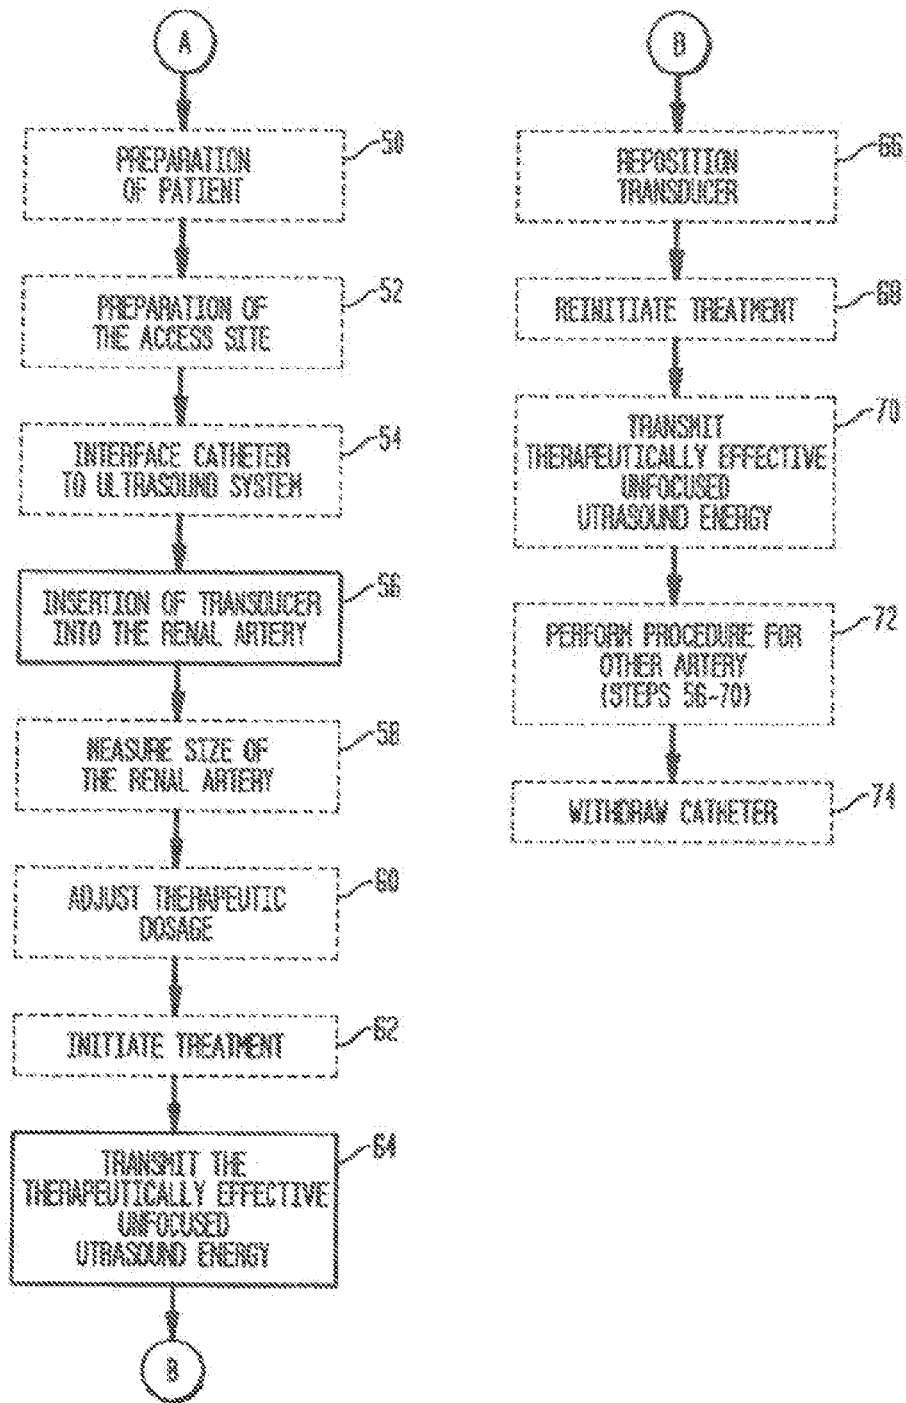 A
PREPARATION
OF PATIENT
50
PREPARATION OF
THE ACCESS SITE
52
INTERFACE CATHETER
TO ULTRASOUND SYSTEM
54
INSERTION OF TRANSDUCER
INTO THE RENAL ARTERY
56
MEASURE SIZE OF
THE RENAL ARTERY
58
ADJUST THERAPEUTIC
DOSAGE
60
INITIATE TREATMENT
62
TRANSMIT THE
THERAPEUTICALLY EFFECTIVE
UNFOCUSED
UTRASOUND ENERGY
64
B
B
REPOSITION
TRANSDUCER
66
REINITIATE TREATMENT
68
TRANSMIT
THERAPEUTICALLY EFFECTIVE
UNFOCUSED
UTRASOUND ENERGY
70
PERFORM PROCEDURE FOR
OTHER ARTERY
(STEPS 56-70)
72
WITHDRAW CATHETER
74